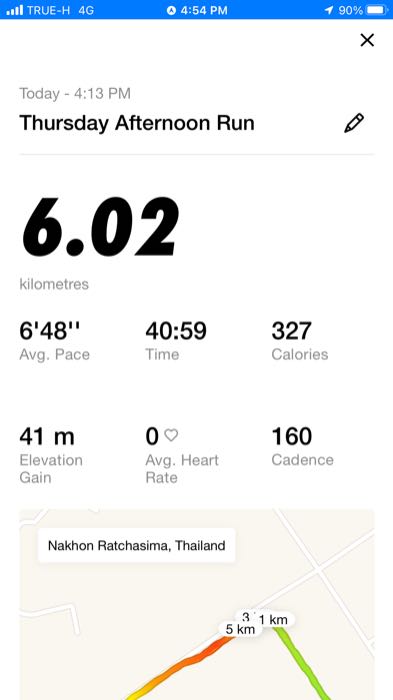 TRUE-H 4G 4:54 PM 90%
Today - 4:13 PM
Thursday Afternoon Run
6.02
kilometres
6'48'' 40:59 327
Avg. Pace Time Calories
41 m 0 160
Elevation Gain Avg. Heart Rate Cadence
Nakhon Ratchasima, Thailand
3 1 km
5 km